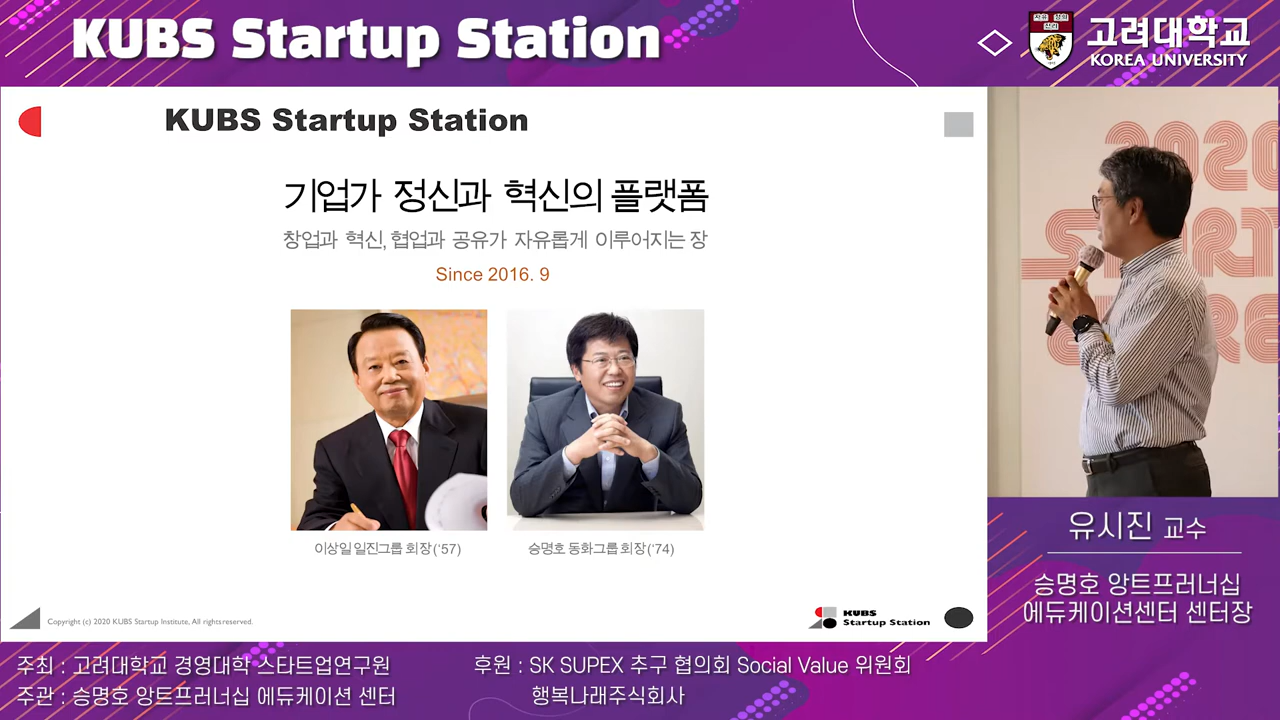 KUBS Startup Station
고려대학교
KOREA UNIVERSITY
KUBS Startup Station
기업가 정신과 혁신의 플랫폼
창업과 혁신, 협업과 공유가 자유롭게 이루어지는 장
Since 2016. 9
이상일 일진그룹 회장 ('57)
승명호 동화그룹 회장 ('74)
Copyright (c) 2020 KUBS Startup Institute, All rights reserved.
KUBS
Startup Station
2020
유시진 교수
승명호 앙트프러너십
에듀케이션센터 센터장
주최 : 고려대학교 경영대학 스타트업연구원
주관 : 승명호 앙트프러너십 에듀케이션 센터
후원 : SK SUPEX 추구 협의회 Social Value 위원회
행복나래주식회사